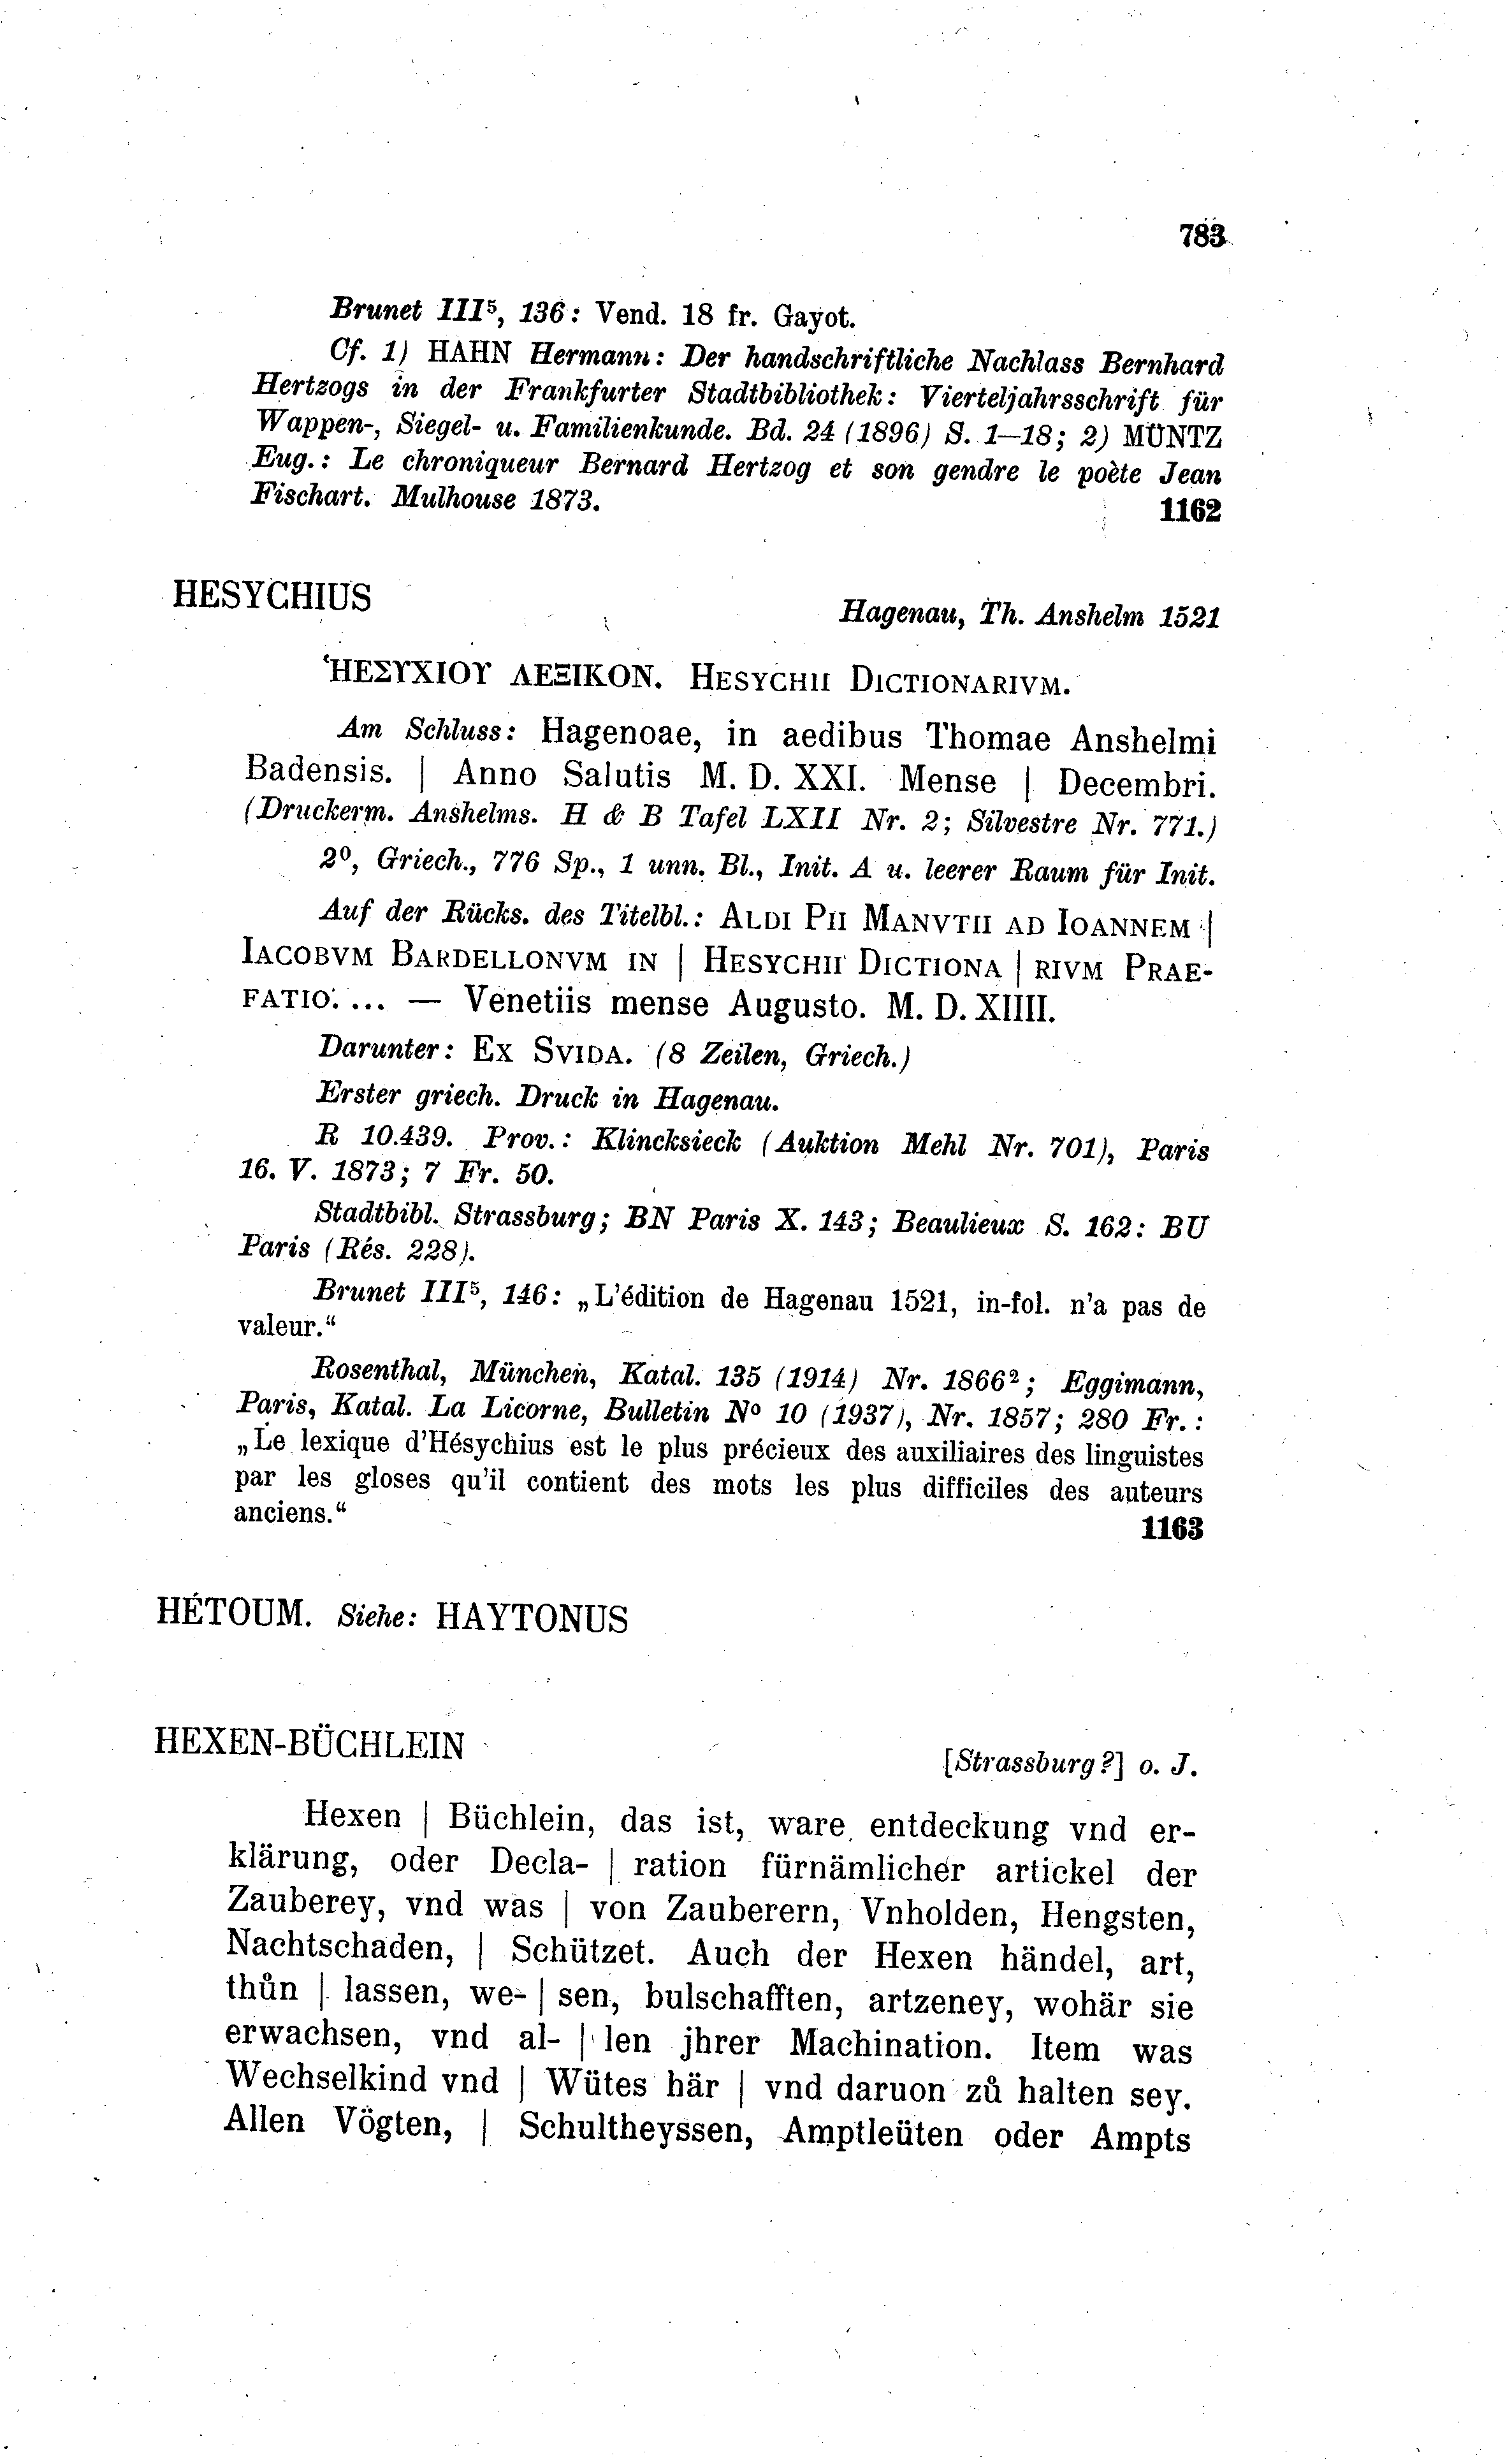 783
Brunet III⁵, 136: Vend. 18 fr. Gayot.
Cf. 1) HAHN Hermann: Der handschriftliche Nachlass Bernhard
Hertzogs in der Frankfurter Stadtbibliothek: Vierteljahrsschrift für
Wappen-, Siegel- u. Familienkunde. Bd. 24 (1896) S. 1—18; 2) MÜNTZ
Eug.: Le chroniqueur Bernard Hertzog et son gendre le poète Jean
Fischart. Mulhouse 1873. 1162
HESYCHIUS
Hagenau, Th. Anshelm 1521
ʽΗΕΣΥΧΙΟΥ ΛΕΞΙΚΟΝ. HESYCHII DICTIONARIVM.
Am Schluss: Hagenoae, in aedibus Thomae Anshelmi
Badensis. | Anno Salutis M. D. XXI. Mense | Decembri.
(Druckerm. Anshelms. H & B Tafel LXII Nr. 2; Silvestre Nr. 771.)
2⁰, Griech., 776 Sp., 1 unn. Bl., Init. A u. leerer Raum für Init.
Auf der Rücks. des Titelbl.: ALDI PII MANVTII AD IOANNEM |
IACOBVM BARDELLONVM IN | HESYCHII DICTIONA | RIVM PRAE-
FATIO. ... — Venetiis mense Augusto. M. D. XIIII.
Darunter: EX SVIDA. (8 Zeilen, Griech.)
Erster griech. Druck in Hagenau.
R 10.439. Prov.: Klincksieck (Auktion Mehl Nr. 701), Paris
16. V. 1873; 7 Fr. 50.
Stadtbibl. Strassburg; BN Paris X. 143; Beaulieux S. 162: BU
Paris (Rés. 228).
Brunet III⁵, 146: „L'édition de Hagenau 1521, in-fol. n'a pas de
valeur.“
Rosenthal, München, Katal. 135 (1914) Nr. 1866²; Eggimann,
Paris, Katal. La Licorne, Bulletin Nº 10 (1937), Nr. 1857; 280 Fr.:
„Le lexique d'Hésychius est le plus précieux des auxiliaires des linguistes
par les gloses qu'il contient des mots les plus difficiles des auteurs
anciens.“ 1163
HÉTOUM. Siehe: HAYTONUS
HEXEN-BÜCHLEIN
[Strassburg?] o. J.
Hexen | Büchlein, das ist, ware entdeckung vnd er-
klärung, oder Decla- | ration fürnämlicher artickel der
Zauberey, vnd was | von Zauberern, Vnholden, Hengsten,
Nachtschaden, | Schützet. Auch der Hexen händel, art,
thůn | lassen, we- | sen, bulschafften, artzeney, wohär sie
erwachsen, vnd al- | len jhrer Machination. Item was
Wechselkind vnd | Wütes här | vnd daruon zů halten sey.
Allen Vögten, | Schultheyssen, Amptleüten oder Ampts